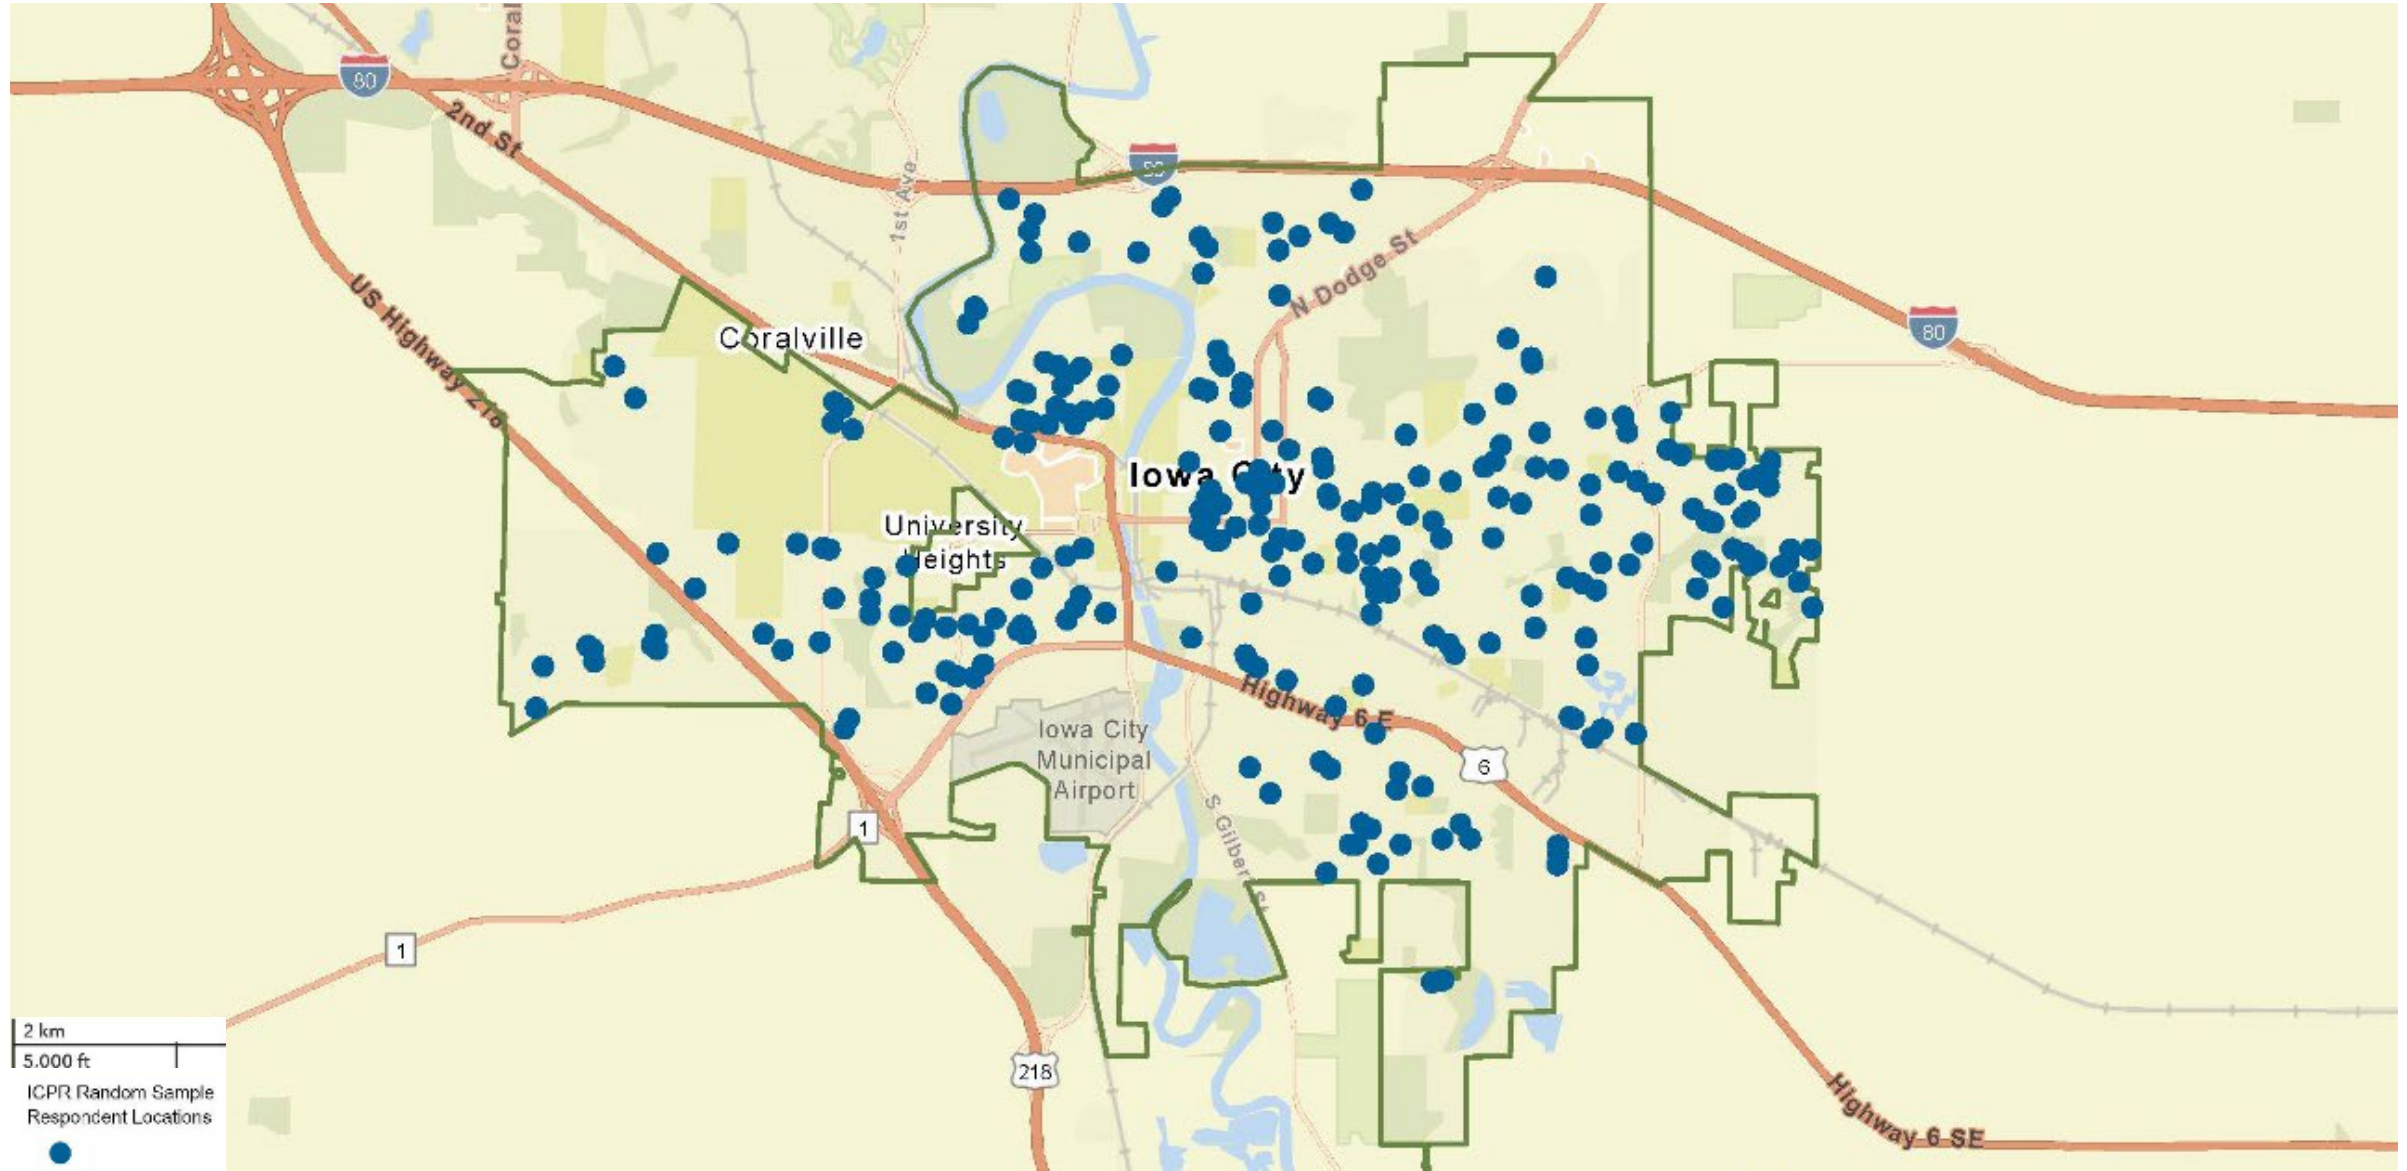 Coral
80
2nd St
1st Ave
80
N Dodge St
US Highway 218
Coralville
80
Iowa City
University
Heights
Highway 6 E
Iowa City
Municipal
Airport
6
S Gilbert St
1
1
2 km
5,000 ft
218
ICPR Random Sample
Respondent Locations
Highway 6 SE